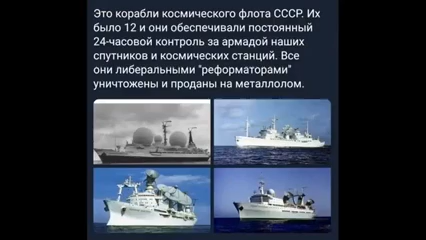 Это корабли космического флота СССР. Их
было 12 и они обеспечивали постоянный
24-часовой контроль за армадой наших
спутников и космических станций. Все
они либеральными "реформаторами"
уничтожены и проданы на металлолом.